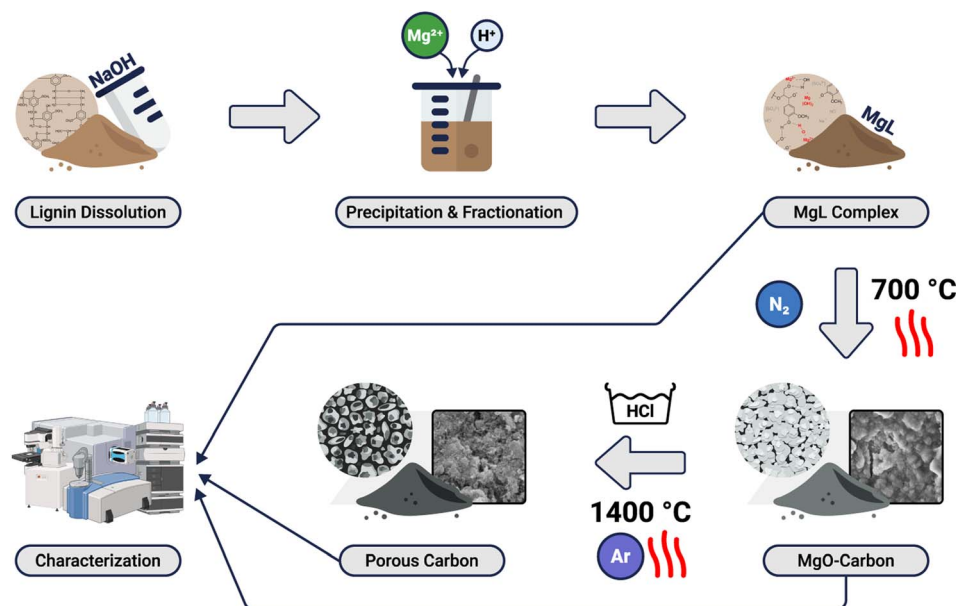 NaOH
Mg²⁺
H⁺
MgL
Lignin Dissolution
Precipitation & Fractionation
MgL Complex
N₂
700 °C
HCl
1400 °C
Ar
Characterization
Porous Carbon
MgO-Carbon